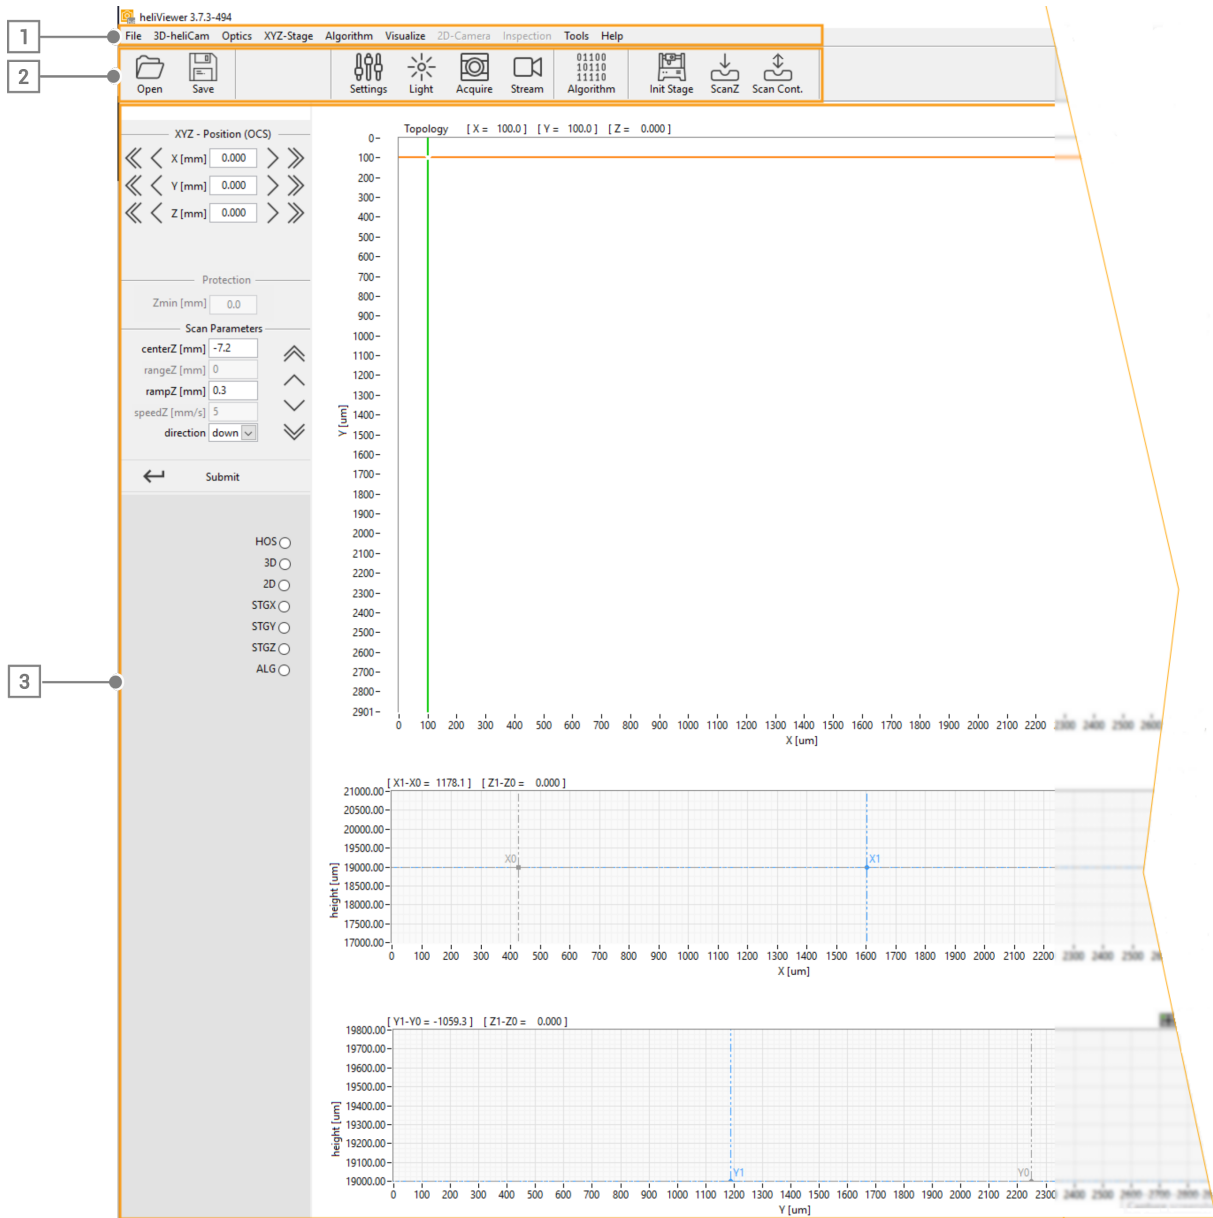 heliViewer 3.7.3-494
1
File 3D-heliCam Optics XYZ-Stage Algorithm Visualize 2D-Camera Inspection Tools Help
2
01100
10110
11110
Open Save Settings Light Acquire Stream Algorithm Init Stage ScanZ Scan Cont.
XYZ - Position (OCS)
X [mm] 0.000
Y [mm] 0.000
Z [mm] 0.000
Protection
Zmin [mm] 0.0
Scan Parameters
centerZ [mm] -7.2
rangeZ [mm] 0
rampZ [mm] 0.3
speedZ [mm/s] 5
direction down
Submit
HOS
3D
2D
STGX
STGY
STGZ
ALG
3
Topology [ X = 100.0 ] [ Y = 100.0 ] [ Z = 0.000 ]
0
100
200
300
400
500
600
700
800
900
1000
1100
1200
1300
1400
1500
1600
1700
1800
1900
2000
2100
2200
2300
2400
2500
2600
2700
2800
2901
Y [um]
0 100 200 300 400 500 600 700 800 900 1000 1100 1200 1300 1400 1500 1600 1700 1800 1900 2000 2100 2200 2300 2400 2500 2600
X [um]
[ X1-X0 = 1178.1 ] [ Z1-Z0 = 0.000 ]
21000.00
20500.00
20000.00
19500.00
19000.00
18500.00
18000.00
17500.00
17000.00
height [um]
X0 X1
0 100 200 300 400 500 600 700 800 900 1000 1100 1200 1300 1400 1500 1600 1700 1800 1900 2000 2100 2200 2300 2400 2500
X [um]
[ Y1-Y0 = -1059.3 ] [ Z1-Z0 = 0.000 ]
19800.00
19700.00
19600.00
19500.00
19400.00
19300.00
19200.00
19100.00
19000.00
height [um]
Y1 Y0
0 100 200 300 400 500 600 700 800 900 1000 1100 1200 1300 1400 1500 1600 1700 1800 1900 2000 2100 2200 2300 2400 2500 2600 2700
Y [um]